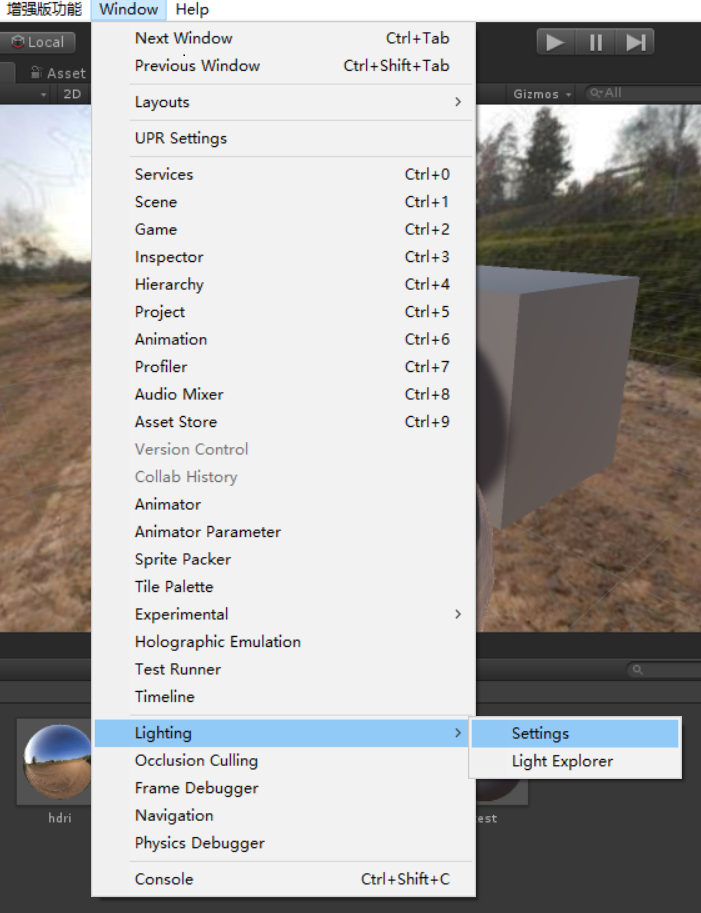 增强版功能 Window Help
Local
Asset
2D
Gizmos All
Next Window Ctrl+Tab
Previous Window Ctrl+Shift+Tab
Layouts
UPR Settings
Services Ctrl+0
Scene Ctrl+1
Game Ctrl+2
Inspector Ctrl+3
Hierarchy Ctrl+4
Project Ctrl+5
Animation Ctrl+6
Profiler Ctrl+7
Audio Mixer Ctrl+8
Asset Store Ctrl+9
Version Control
Collab History
Animator
Animator Parameter
Sprite Packer
Tile Palette
Experimental
Holographic Emulation
Test Runner
Timeline
Lighting
Settings
Occlusion Culling
Light Explorer
Frame Debugger
Navigation
Physics Debugger
hdri
est
Console Ctrl+Shift+C